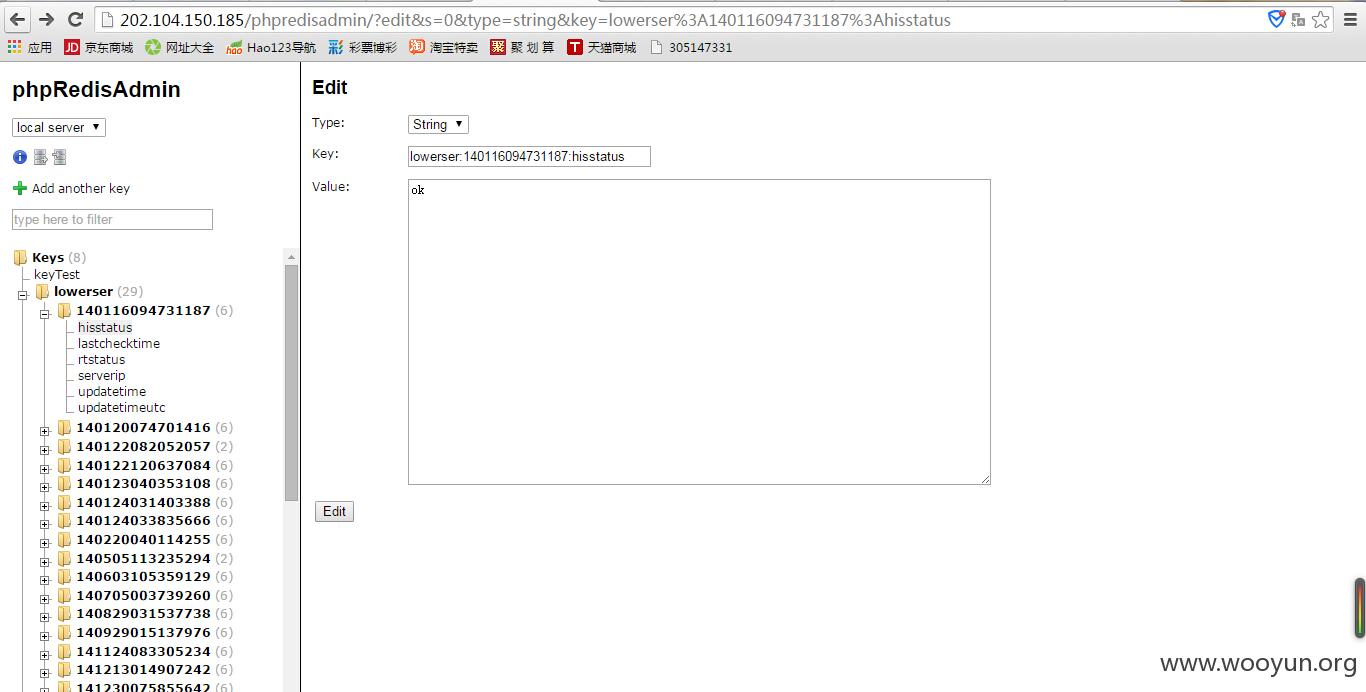 202.104.150.185/phpredisadmin/?edit&s=0&type=string&key=lowerser%3A140116094731187%3Ahisstatus
应用 JD 京东商城 网址大全 hao Hao123导航 彩 彩票博彩 淘 淘宝特卖 聚 聚 划 算 T 天猫商城 305147331
phpRedisAdmin
local server
Add another key
type here to filter
Keys (8)
keyTest
lowerser (29)
140116094731187 (6)
hisstatus
lastchecktime
rtstatus
serverip
updatetime
updatetimeutc
140120074701416 (6)
140122082052057 (2)
140122120637084 (6)
140123040353108 (6)
140124031403388 (6)
140124033835666 (6)
140220040114255 (6)
140505113235294 (2)
140603105359129 (6)
140705003739260 (6)
140829031537738 (6)
140929015137976 (6)
141124083305234 (6)
141213014907242 (6)
141230075855642 (6)
Edit
Type: String
Key: lowerser:140116094731187:hisstatus
Value: ok
Edit
www.wooyun.org